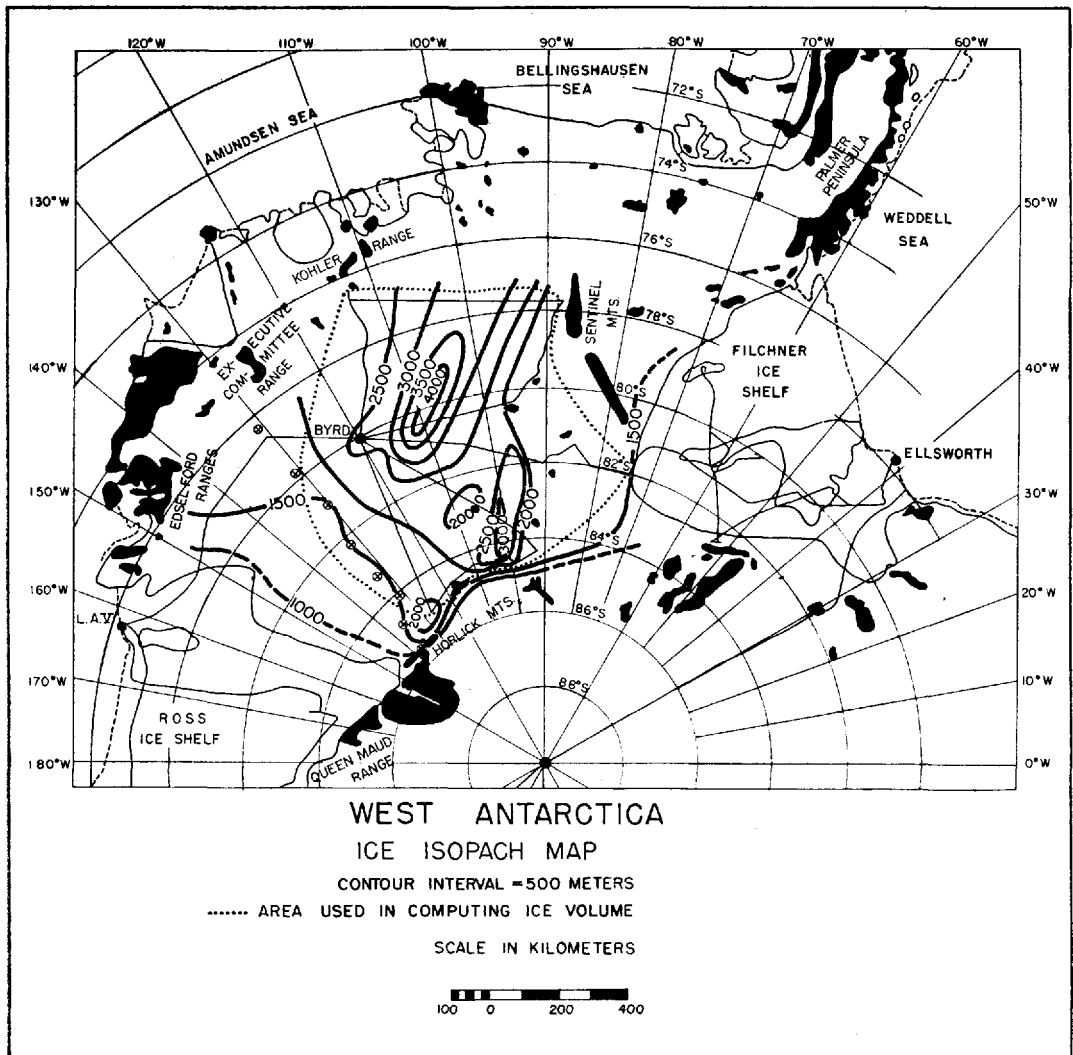 120°W 110°W 100°W 90°W 80°W 70°W 60°W
BELLINGSHAUSEN
SEA
72°S
AMUNDSEN SEA
74°S
PALMER
PENINSULA
130°W
50°W
WEDDELL
SEA
KOHLER RANGE
76°S
SENTINEL
MTS.
78°S
EX-ECUTIVE
COM-MITTEE
RANGE
2500
3000
3500
4000
FILCHNER
ICE
SHELF
140°W
40°W
80°S
1500
BYRD
ELLSWORTH
82°S
EDSEL FORD
RANGES
150°W
1500
2000
2500
3000
2000
30°W
84°S
160°W
1000
2000
HORLICK MTS.
86°S
20°W
L.A.V.
170°W
86°S
10°W
ROSS
ICE SHELF
QUEEN MAUD
RANGE
180°W
0°W
WEST ANTARCTICA
ICE ISOPACH MAP
CONTOUR INTERVAL = 500 METERS
....... AREA USED IN COMPUTING ICE VOLUME
SCALE IN KILOMETERS
100 0 200 400